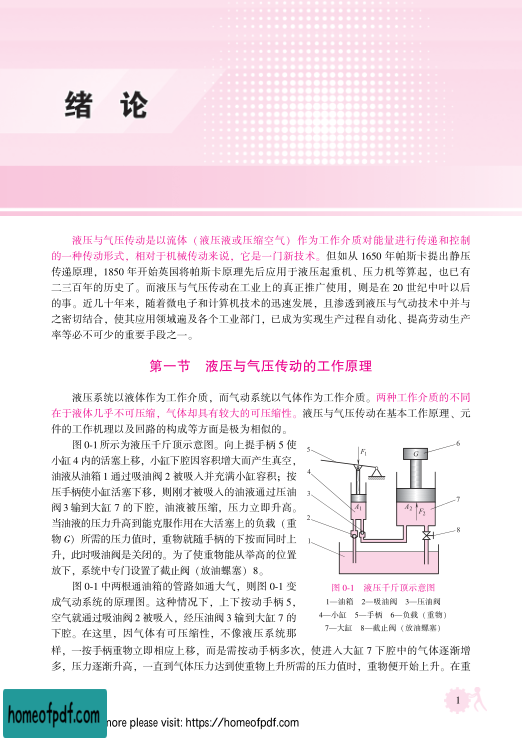 绪 论
液压与气压传动是以流体（液压液或压缩空气）作为工作介质对能量进行传递和控制
的一种传动形式，相对于机械传动来说，它是一门新技术。但如从 1650 年帕斯卡提出静压
传递原理，1850 年开始英国将帕斯卡原理先后应用于液压起重机、压力机等算起，也已有
二三百年的历史了。而液压与气压传动在工业上的真正推广使用，则是在 20 世纪中叶以后
的事。近几十年来，随着微电子和计算机技术的迅速发展，且渗透到液压与气动技术中并与
之密切结合，使其应用领域遍及各个工业部门，已成为实现生产过程自动化、提高劳动生产
率等必不可少的重要手段之一。
第一节 液压与气压传动的工作原理
液压系统以液体作为工作介质，而气动系统以气体作为工作介质。两种工作介质的不同
在于液体几乎不可压缩，气体却具有较大的可压缩性。液压与气压传动在基本工作原理、元
件的工作机理以及回路的构成等方面是极为相似的。
图 0-1 所示为液压千斤顶示意图。向上提手柄 5 使
小缸 4 内的活塞上移，小缸下腔因容积增大而产生真空，
油液从油箱 1 通过吸油阀 2 被吸入并充满小缸容积；按
压手柄使小缸活塞下移，则刚才被吸入的油液通过压油
阀 3 输到大缸 7 的下腔，油液被压缩，压力立即升高。
当油液的压力升高到能克服作用在大活塞上的负载（重
物 G）所需的压力值时，重物就随手柄的下按而同时上
升，此时吸油阀是关闭的。为了使重物能从举高的位置
放下，系统中专门设置了截止阀（放油螺塞）8。
图 0-1 中两根通油箱的管路如通大气，则图 0-1 变
成气动系统的原理图。这种情况下，上下按动手柄 5，
空气就通过吸油阀 2 被吸入，经压油阀 3 输到大缸 7 的
下腔。在这里，因气体有可压缩性，不像液压系统那
样，一按手柄重物立即相应上移，而是需按动手柄多次，使进入大缸 7 下腔中的气体逐渐增
多，压力逐渐升高，一直到气体压力达到使重物上升所需的压力值时，重物便开始上升。在重
5
F1
G
6
4
3
A1
A2
F2
7
2
8
1
图 0-1 液压千斤顶示意图
1—油箱 2—吸油阀 3—压油阀
4—小缸 5—手柄 6—负载（重物）
7—大缸 8—截止阀（放油螺塞）
1
homeofpdf.com
more please visit: https://homeofpdf.com